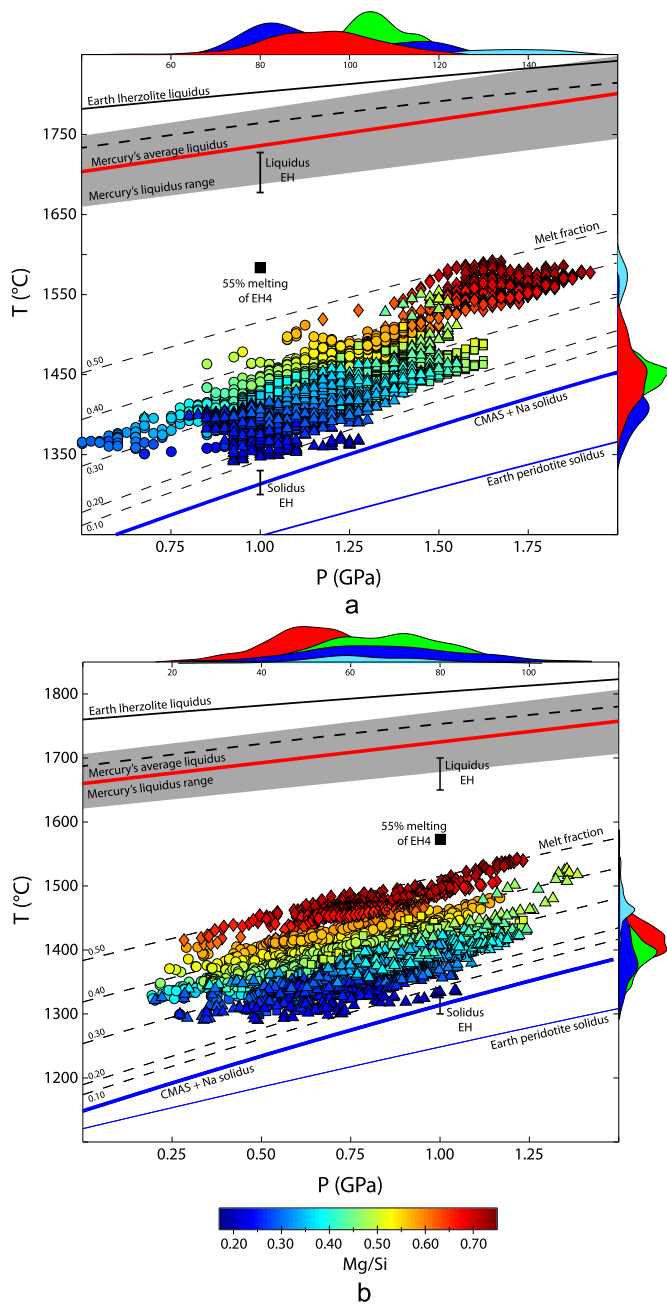 60 80 100 120 140
Earth lherzolite liquidus
1750
Mercury's average liquidus
Liquidus
EH
Mercury's liquidus range
1650
Melt fraction
55% melting
of EH4
T (°C)
1550
0.50
1450
0.40
CMAS + Na solidus
0.30
1350
Earth peridotite solidus
Solidus
EH
0.20
0.10
0.75 1.00 1.25 1.50 1.75
P (GPa)
a
20 40 60 80 100
1800
Earth lherzolite liquidus
1700
Mercury's average liquidus
Liquidus
EH
Mercury's liquidus range
1600
55% melting
of EH4
Melt fraction
T (°C)
1500
0.50
1400
0.40
0.30
1300
Solidus
EH
Earth peridotite solidus
0.20
CMAS + Na solidus
0.10
1200
0.25 0.50 0.75 1.00 1.25
P (GPa)
0.20 0.30 0.40 0.50 0.60 0.70
Mg/Si
b